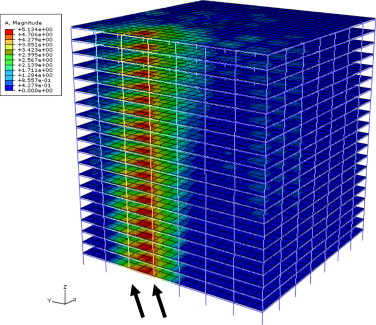 A, Magnitude
+5.134e+00
+4.706e+00
+4.279e+00
+3.851e+00
+3.423e+00
+2.995e+00
+2.567e+00
+2.139e+00
+1.711e+00
+1.284e+00
+8.557e-01
+4.279e-01
+0.000e+00
Z
Y
X